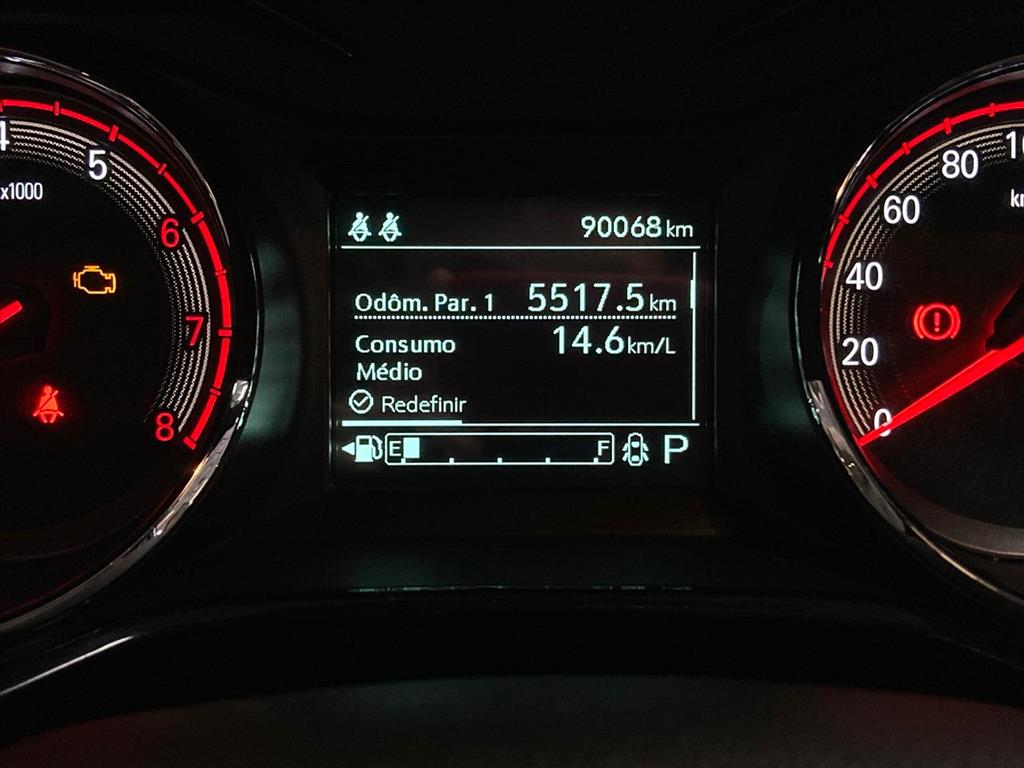 4
5
x1000
6
7
8
90068 km
Odôm. Par. 1 5517.5 km
Consumo 14.6 km/L
Médio
Redefinir
E F P
80
60
40
20
0